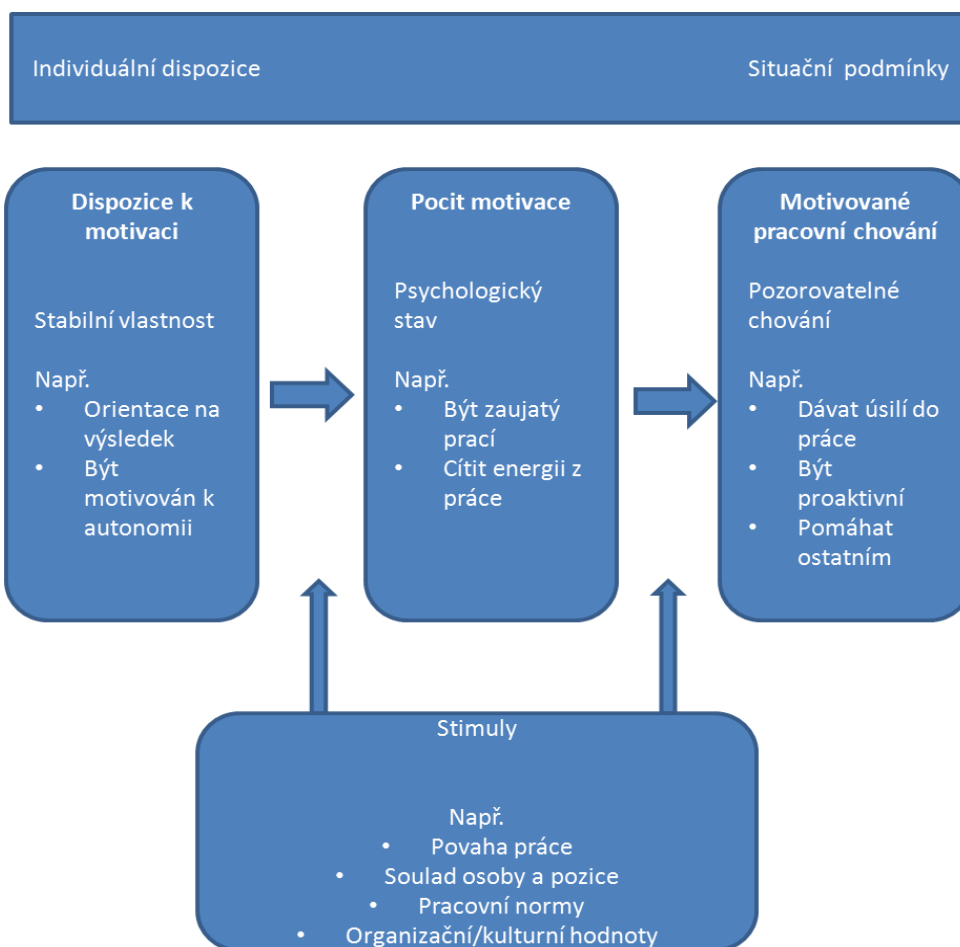 Individuální dispozice
Situační podmínky
Dispozice k
motivaci
Stabilní vlastnost
Např.
• Orientace na
výsledek
• Být
motivován k
autonomii
Pocit motivace
Psychologický
stav
Např.
• Být zaujatý
prací
• Cítit energii z
práce
Motivované
pracovní chování
Pozorovatelné
chování
Např.
• Dávat úsilí do
práce
• Být
proaktivní
• Pomáhat
ostatním
Stimuly
Např.
• Povaha práce
• Soulad osoby a pozice
• Pracovní normy
• Organizační/kulturní hodnoty